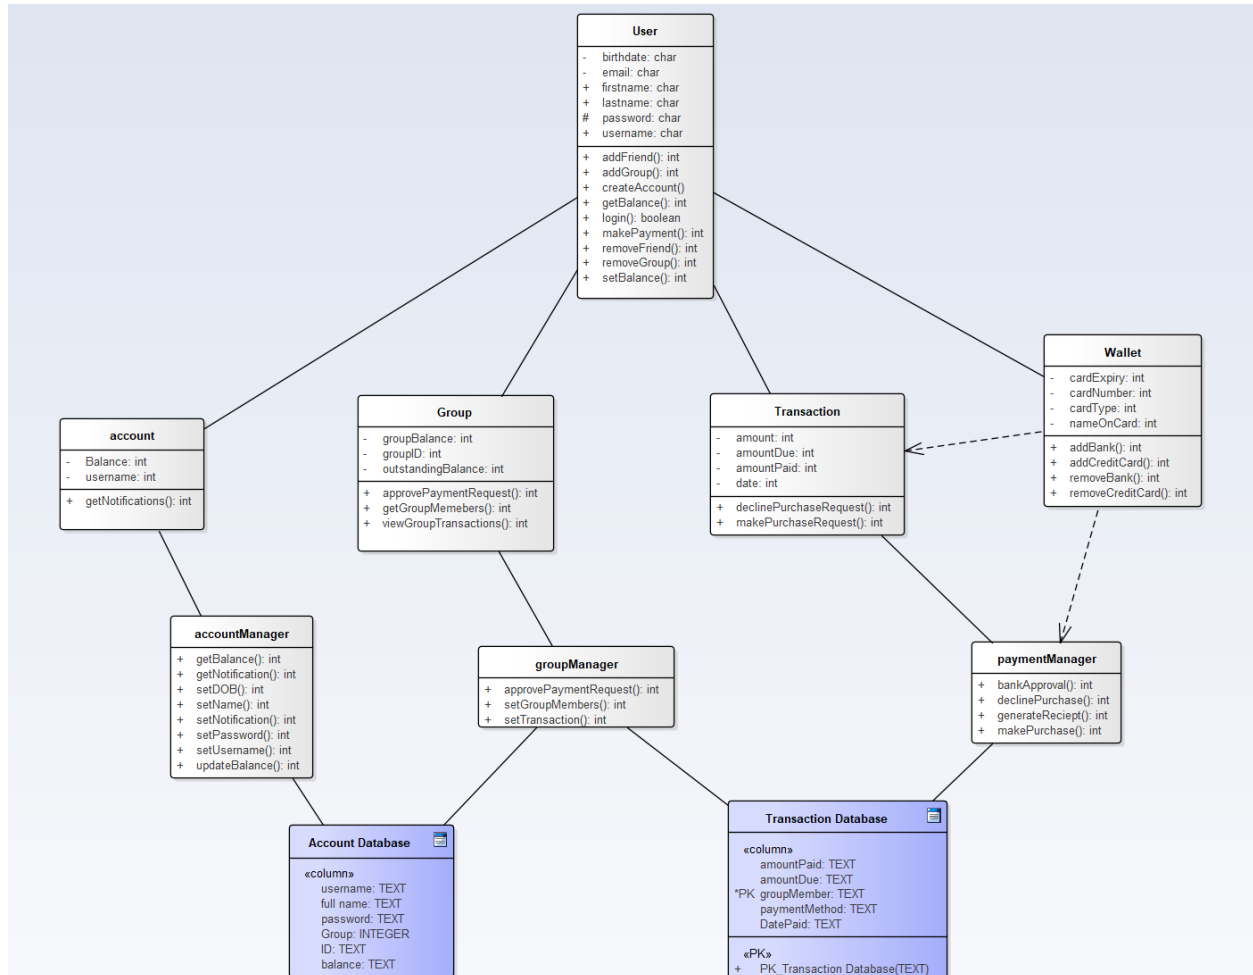 User
- birthdate: char
- email: char
+ firstname: char
+ lastname: char
# password: char
+ username: char
+ addFriend(): int
+ addGroup(): int
+ createAccount()
+ getBalance(): int
+ login(): boolean
+ makePayment(): int
+ removeFriend(): int
+ removeGroup(): int
+ setBalance(): int
Wallet
- cardExpiry: int
- cardNumber: int
- cardType: int
- nameOnCard: int
+ addBank(): int
+ addCreditCard(): int
+ removeBank(): int
+ removeCreditCard(): int
account
- Balance: int
- username: int
+ getNotifications(): int
Group
- groupBalance: int
- groupID: int
- outstandingBalance: int
+ approvePaymentRequest(): int
+ getGroupMemebers(): int
+ viewGroupTransactions(): int
Transaction
- amount: int
- amountDue: int
- amountPaid: int
- date: int
+ declinePurchaseRequest(): int
+ makePurchaseRequest(): int
accountManager
+ getBalance(): int
+ getNotification(): int
+ setDOB(): int
+ setName(): int
+ setNotification(): int
+ setPassword(): int
+ setUsername(): int
+ updateBalance(): int
groupManager
+ approvePaymentRequest(): int
+ setGroupMembers(): int
+ setTransaction(): int
paymentManager
+ bankApproval(): int
+ declinePurchase(): int
+ generateReciept(): int
+ makePurchase(): int
Account Database
«column»
username: TEXT
full name: TEXT
password: TEXT
Group: INTEGER
ID: TEXT
balance: TEXT
Transaction Database
«column»
amountPaid: TEXT
amountDue: TEXT
*PK groupMember: TEXT
paymentMethod: TEXT
DatePaid: TEXT
«PK»
+ PK_Transaction Database(TEXT)